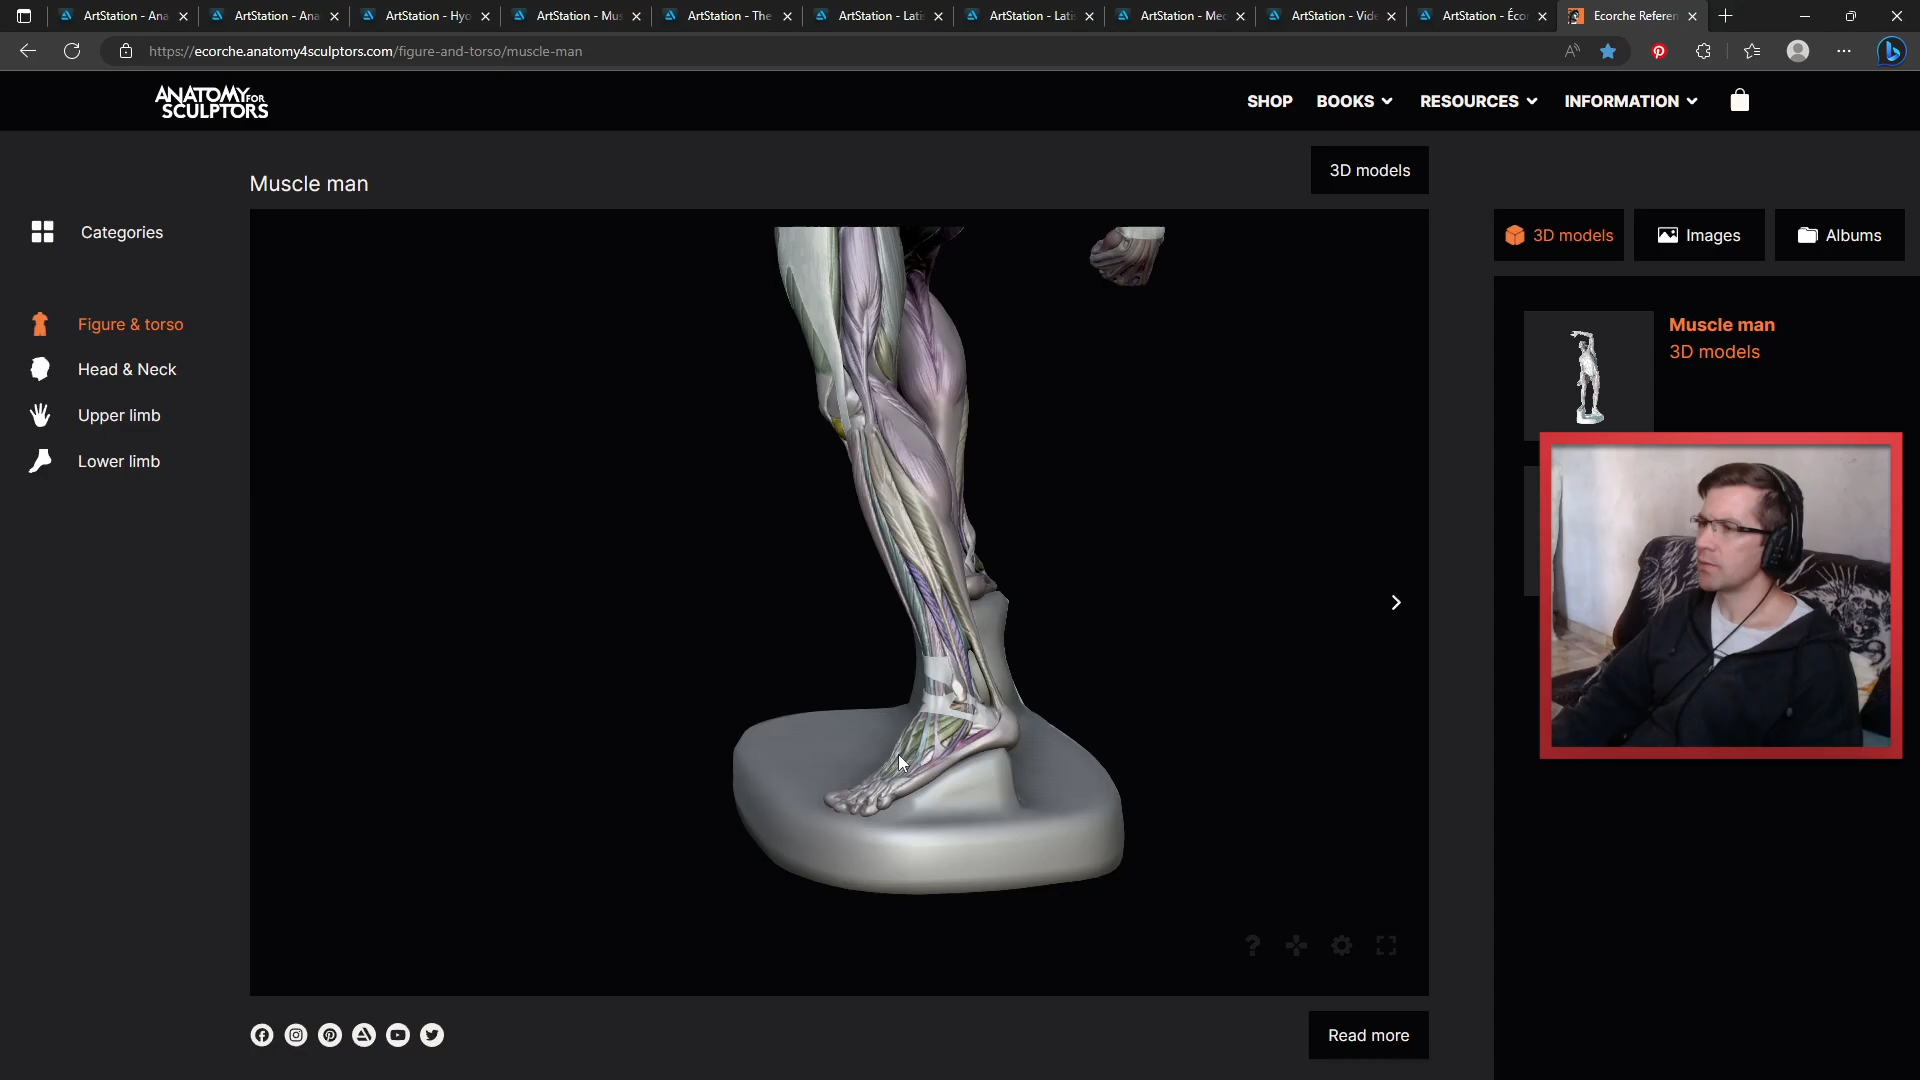 ArtStation - Ana
ArtStation - Ana
ArtStation - Hyo
ArtStation - Mus
ArtStation - The
ArtStation - Lati
ArtStation - Lati
ArtStation - Med
ArtStation - Vide
ArtStation - Écor
Ecorche Referen
https://ecorche.anatomy4sculptors.com/figure-and-torso/muscle-man
ANATOMY FOR
SCULPTORS
SHOP
BOOKS
RESOURCES
INFORMATION
Muscle man
3D models
Categories
Figure & torso
Head & Neck
Upper limb
Lower limb
3D models
Images
Albums
Muscle man
3D models
?
Read more